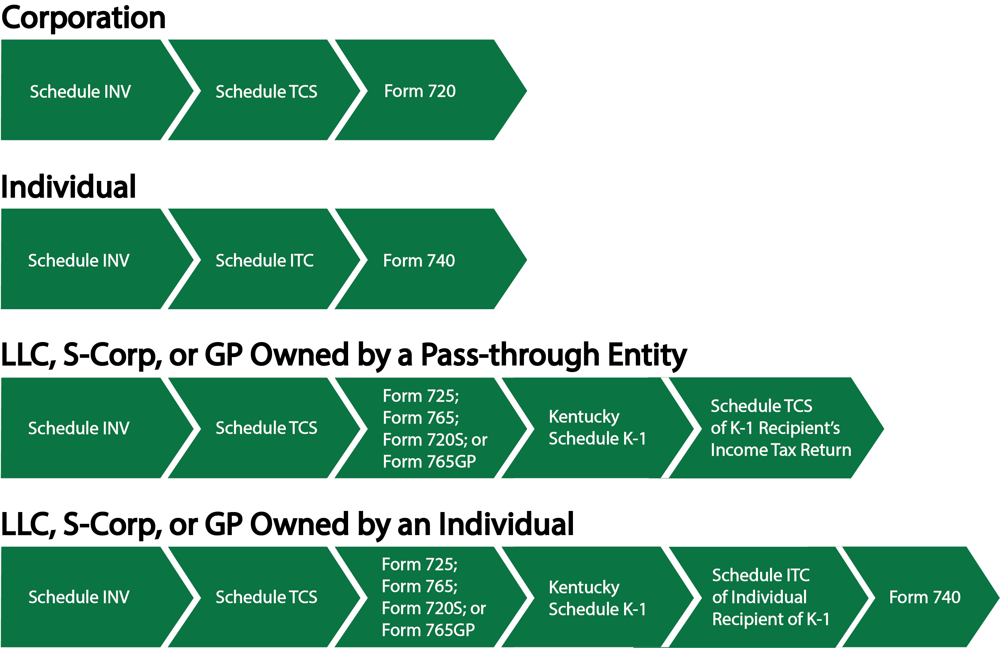 Corporation
Schedule INV
Schedule TCS
Form 720
Individual
Schedule INV
Schedule ITC
Form 740
LLC, S-Corp, or GP Owned by a Pass-through Entity
Schedule INV
Schedule TCS
Form 725;
Form 765;
Form 720S; or
Form 765GP
Kentucky
Schedule K-1
Schedule TCS
of K-1 Recipient’s
Income Tax Return
LLC, S-Corp, or GP Owned by an Individual
Schedule INV
Schedule TCS
Form 725;
Form 765;
Form 720S; or
Form 765GP
Kentucky
Schedule K-1
Schedule ITC
of Individual
Recipient of K-1
Form 740